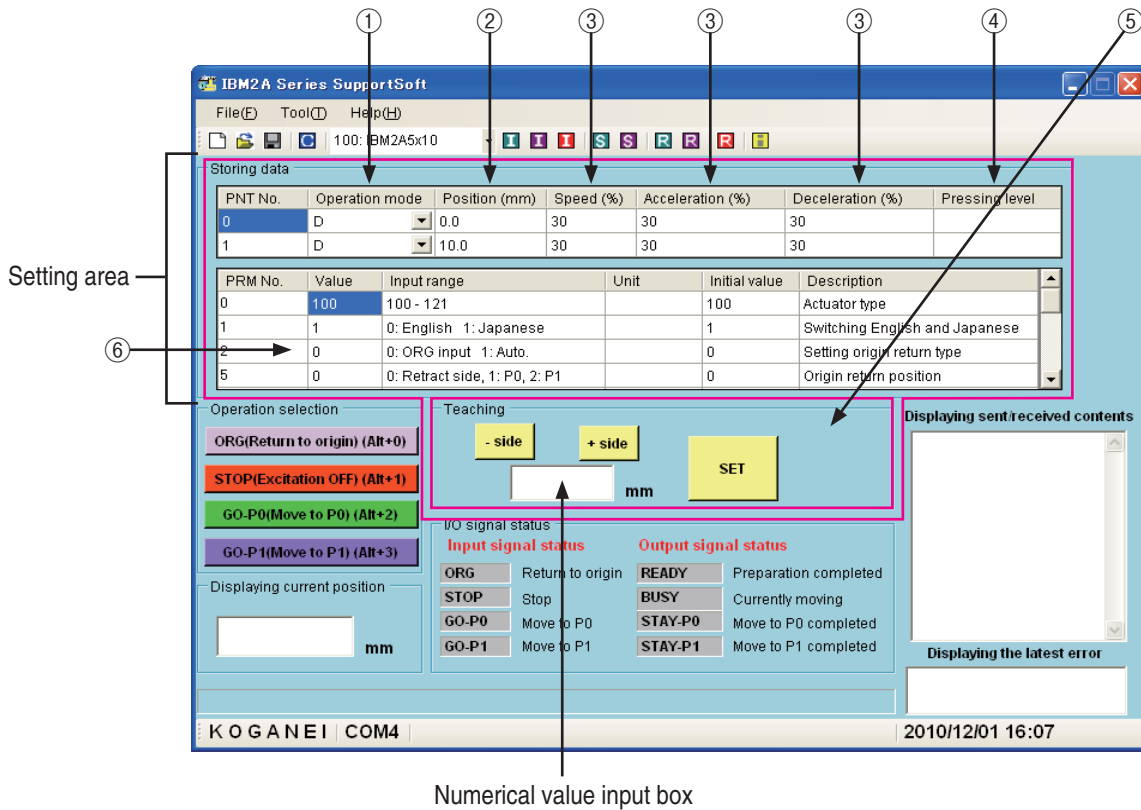 ① ② ③ ③ ③ ④ ⑤
IBM2A Series SupportSoft
File(F) Tool(T) Help(H)
100: IBM2A5x10 I I I S S R R R i
Storing data
PNT No. Operation mode Position (mm) Speed (%) Acceleration (%) Deceleration (%) Pressing level
0 D 0.0 30 30 30
1 D 10.0 30 30 30
Setting area
PRM No. Value Input range Unit Initial value Description
0 100 100 - 121 100 Actuator type
1 1 0: English 1: Japanese 1 Switching English and Japanese
⑥
2 0 0: ORG input 1: Auto. 0 Setting origin return type
5 0 0: Retract side, 1: P0, 2: P1 0 Origin return position
Operation selection
ORG(Return to origin) (Alt+0)
STOP(Excitation OFF) (Alt+1)
GO-P0(Move to P0) (Alt+2)
GO-P1(Move to P1) (Alt+3)
Teaching
- side + side
SET
mm
Displaying sent/received contents
I/O signal status
Input signal status Output signal status
ORG Return to origin READY Preparation completed
STOP Stop BUSY Currently moving
GO-P0 Move to P0 STAY-P0 Move to P0 completed
GO-P1 Move to P1 STAY-P1 Move to P1 completed
Displaying current position
mm
Displaying the latest error
KOGANEI COM4 2010/12/01 16:07
Numerical value input box